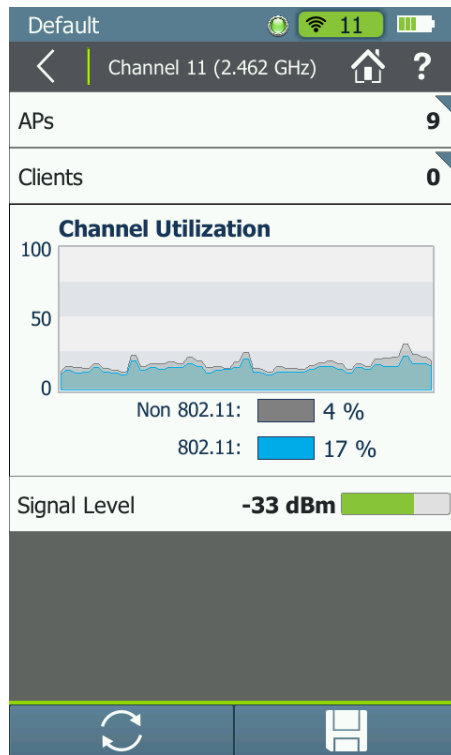 Default 11
Channel 11 (2.462 GHz) ?
APs 9
Clients 0
Channel Utilization
100
50
0
Non 802.11: 4 %
802.11: 17 %
Signal Level -33 dBm